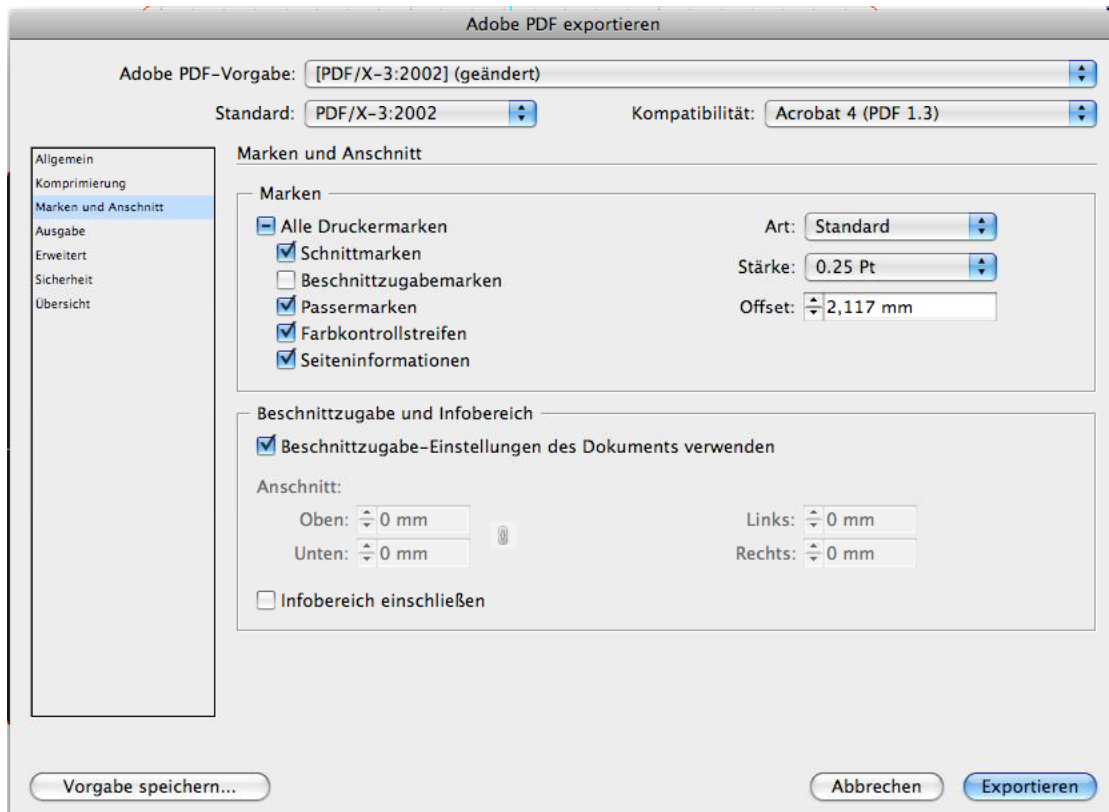 Adobe PDF exportieren
Adobe PDF-Vorgabe: [PDF/X-3:2002] (geändert)
Standard: PDF/X-3:2002 Kompatibilität: Acrobat 4 (PDF 1.3)
Allgemein
Komprimierung
Marken und Anschnitt
Ausgabe
Erweitert
Sicherheit
Übersicht
Marken und Anschnitt
Marken
Alle Druckermarken
Schnittmarken
Beschnittzugabemarken
Passermarken
Farbkontrollstreifen
Seiteninformationen
Art: Standard
Stärke: 0.25 Pt
Offset: 2,117 mm
Beschnittzugabe und Infobereich
Beschnittzugabe-Einstellungen des Dokuments verwenden
Anschnitt:
Oben: 0 mm Links: 0 mm
Unten: 0 mm Rechts: 0 mm
Infobereich einschließen
Vorgabe speichern... Abbrechen Exportieren